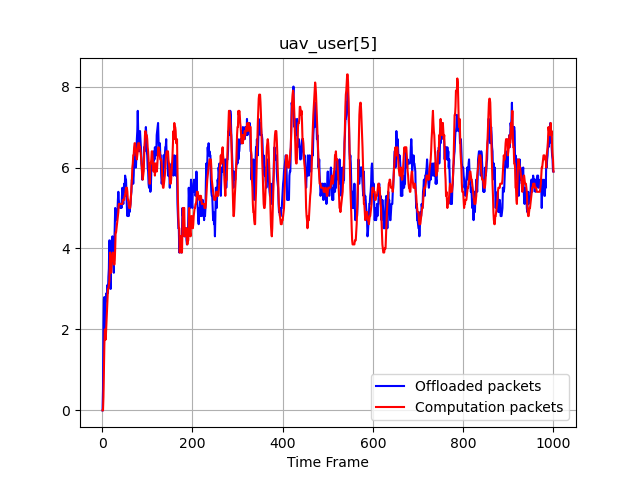 uav_user[5]
8
6
4
2
0
Offloaded packets
Computation packets
0 200 400 600 800 1000
Time Frame